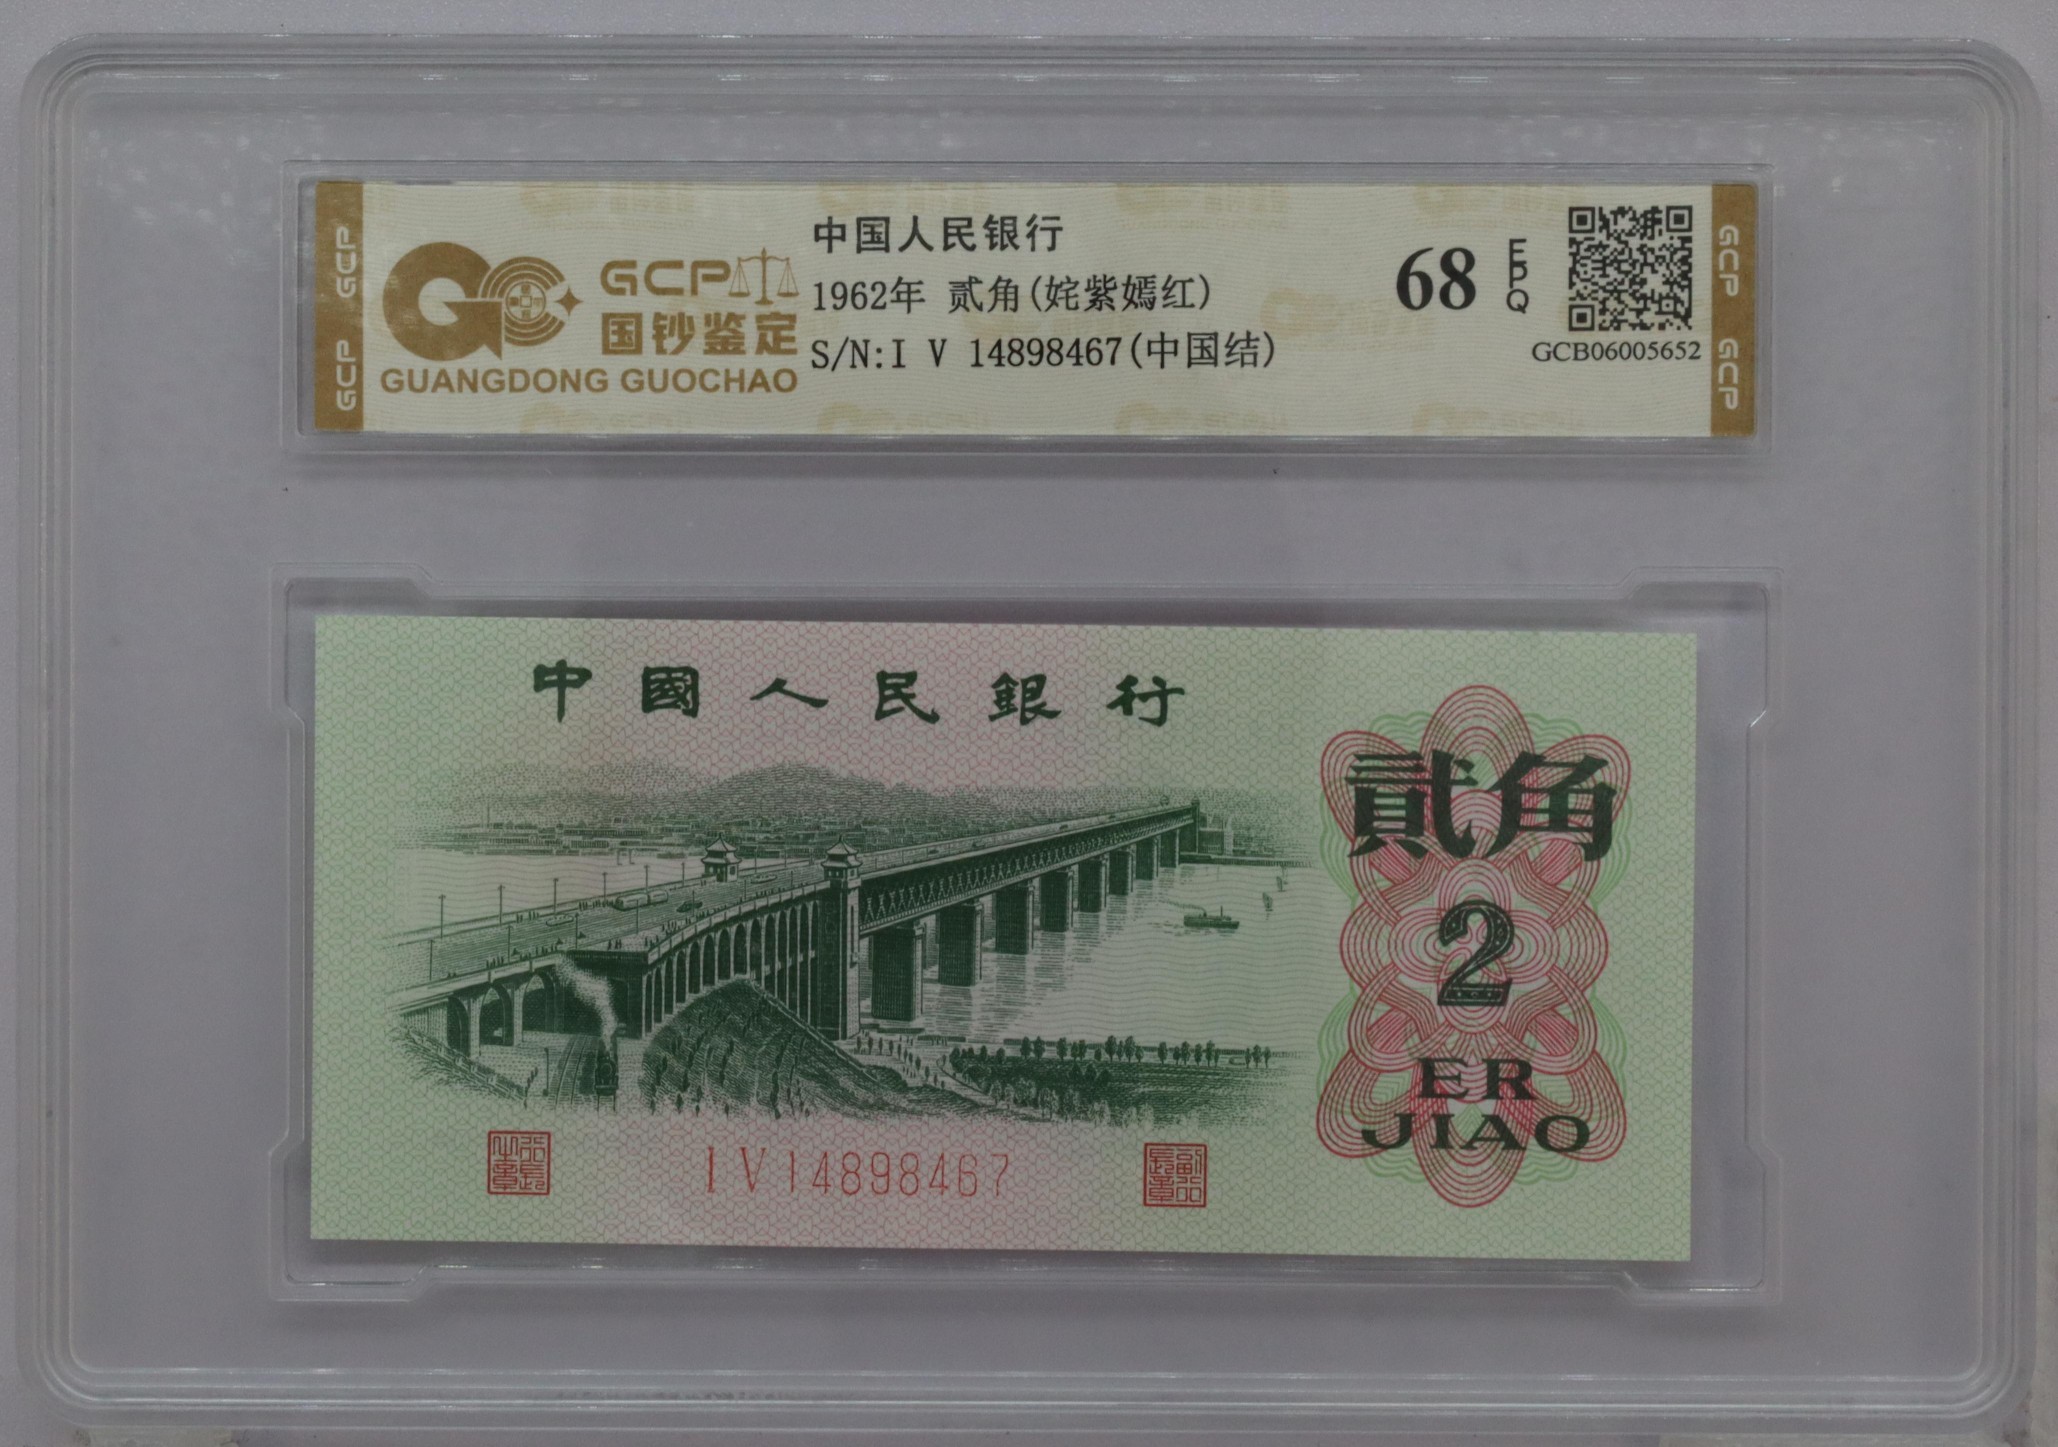 GCP GCP
GCP
国钞鉴定
GUANGDONG GUOCHAO
中国人民银行
1962年 贰角(姹紫嫣红)
S/N:I V 14898467(中国结)
68 EPQ
GCB06005652
GCP GCP
中國人民銀行
貳角
2
ER
JIAO
I V 14898467